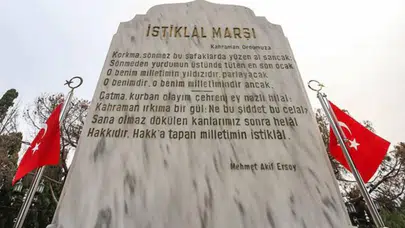 İSTİKLAL MARŞI
Kahraman Ordumuza
Korkma, sönmez bu şafaklarda yüzen al sancak,
Sönmeden yurdumun üstünde tüten en son ocak
O benim milletimin yıldızıdır, parlayacak
O benimdir, o benim milletimindir ancak.
Çatma, kurban olayım, çehreni ey nazlı hilal!
Kahraman ırkıma bir gül! Ne bu şiddet bu celal?
Sana olmaz dökülen kanlarımız sonra helâl
Hakkıdır, Hakk'a tapan milletimin istiklâl.
Mehmet Akif Ersoy